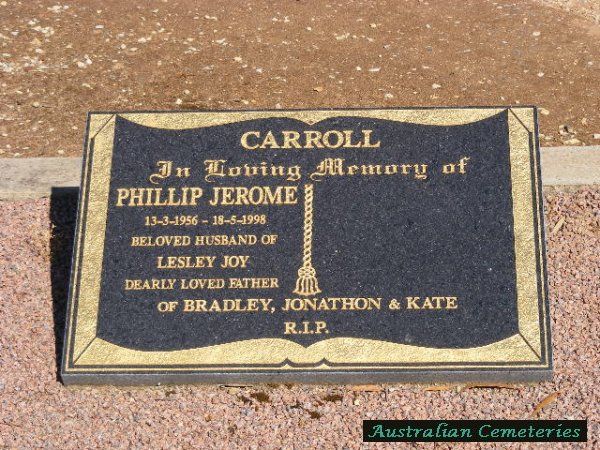 CARROLL
In Loving Memory of
PHILLIP JEROME
13-3-1956 - 18-5-1998
BELOVED HUSBAND OF
LESLEY JOY
DEARLY LOVED FATHER
OF BRADLEY, JONATHON & KATE
R.I.P.
Australian Cemeteries